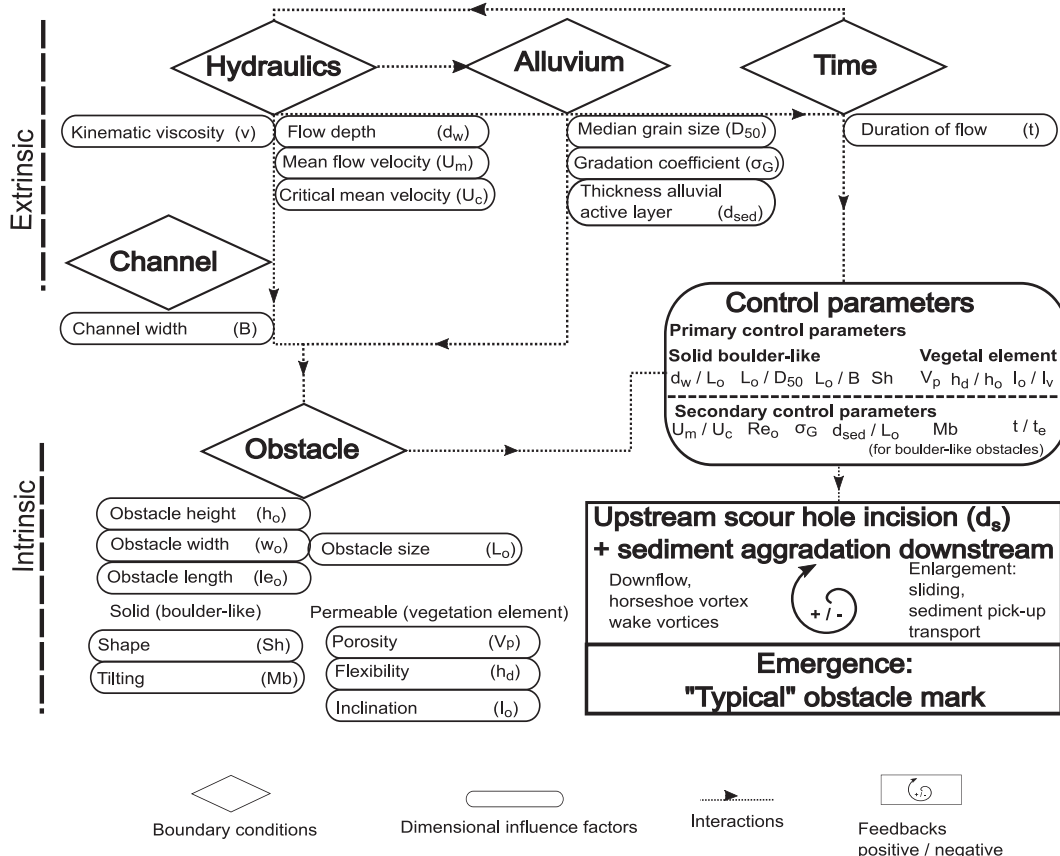 Extrinsic
Hydraulics
Alluvium
Time
Kinematic viscosity (v)
Flow depth (d_w)
Mean flow velocity (U_m)
Critical mean velocity (U_c)
Median grain size (D_50)
Gradation coefficient (σ_G)
Thickness alluvial
active layer (d_sed)
Duration of flow (t)
Channel
Channel width (B)
Control parameters
Primary control parameters
Solid boulder-like Vegetal element
d_w / L_o L_o / D_50 L_o / B Sh V_p h_d / h_o I_o / I_v
Secondary control parameters
U_m / U_c Re_o σ_G d_sed / L_o Mb t / t_e
(for boulder-like obstacles)
Intrinsic
Obstacle
Obstacle height (h_o)
Obstacle width (w_o)
Obstacle length (le_o)
Obstacle size (L_o)
Solid (boulder-like)
Shape (Sh)
Tilting (Mb)
Permeable (vegetation element)
Porosity (V_p)
Flexibility (h_d)
Inclination (I_o)
Upstream scour hole incision (d_s)
+ sediment aggradation downstream
Downflow,
horseshoe vortex
wake vortices
+ / -
Enlargement:
sliding,
sediment pick-up
transport
Emergence:
"Typical" obstacle mark
Boundary conditions
Dimensional influence factors
Interactions
+/-
Feedbacks
positive / negative